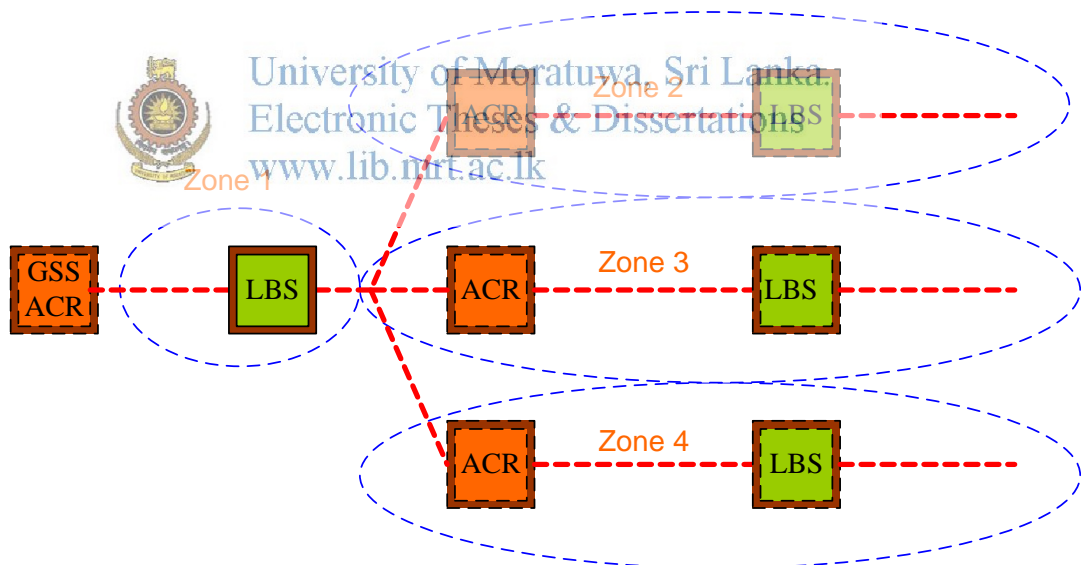 University of Moratuwa, Sri Lanka.
Electronic Theses & Dissertations
www.lib.mrt.ac.lk
Zone 2
ACR
LBS
Zone 1
GSS
ACR
LBS
Zone 3
ACR
LBS
Zone 4
ACR
LBS